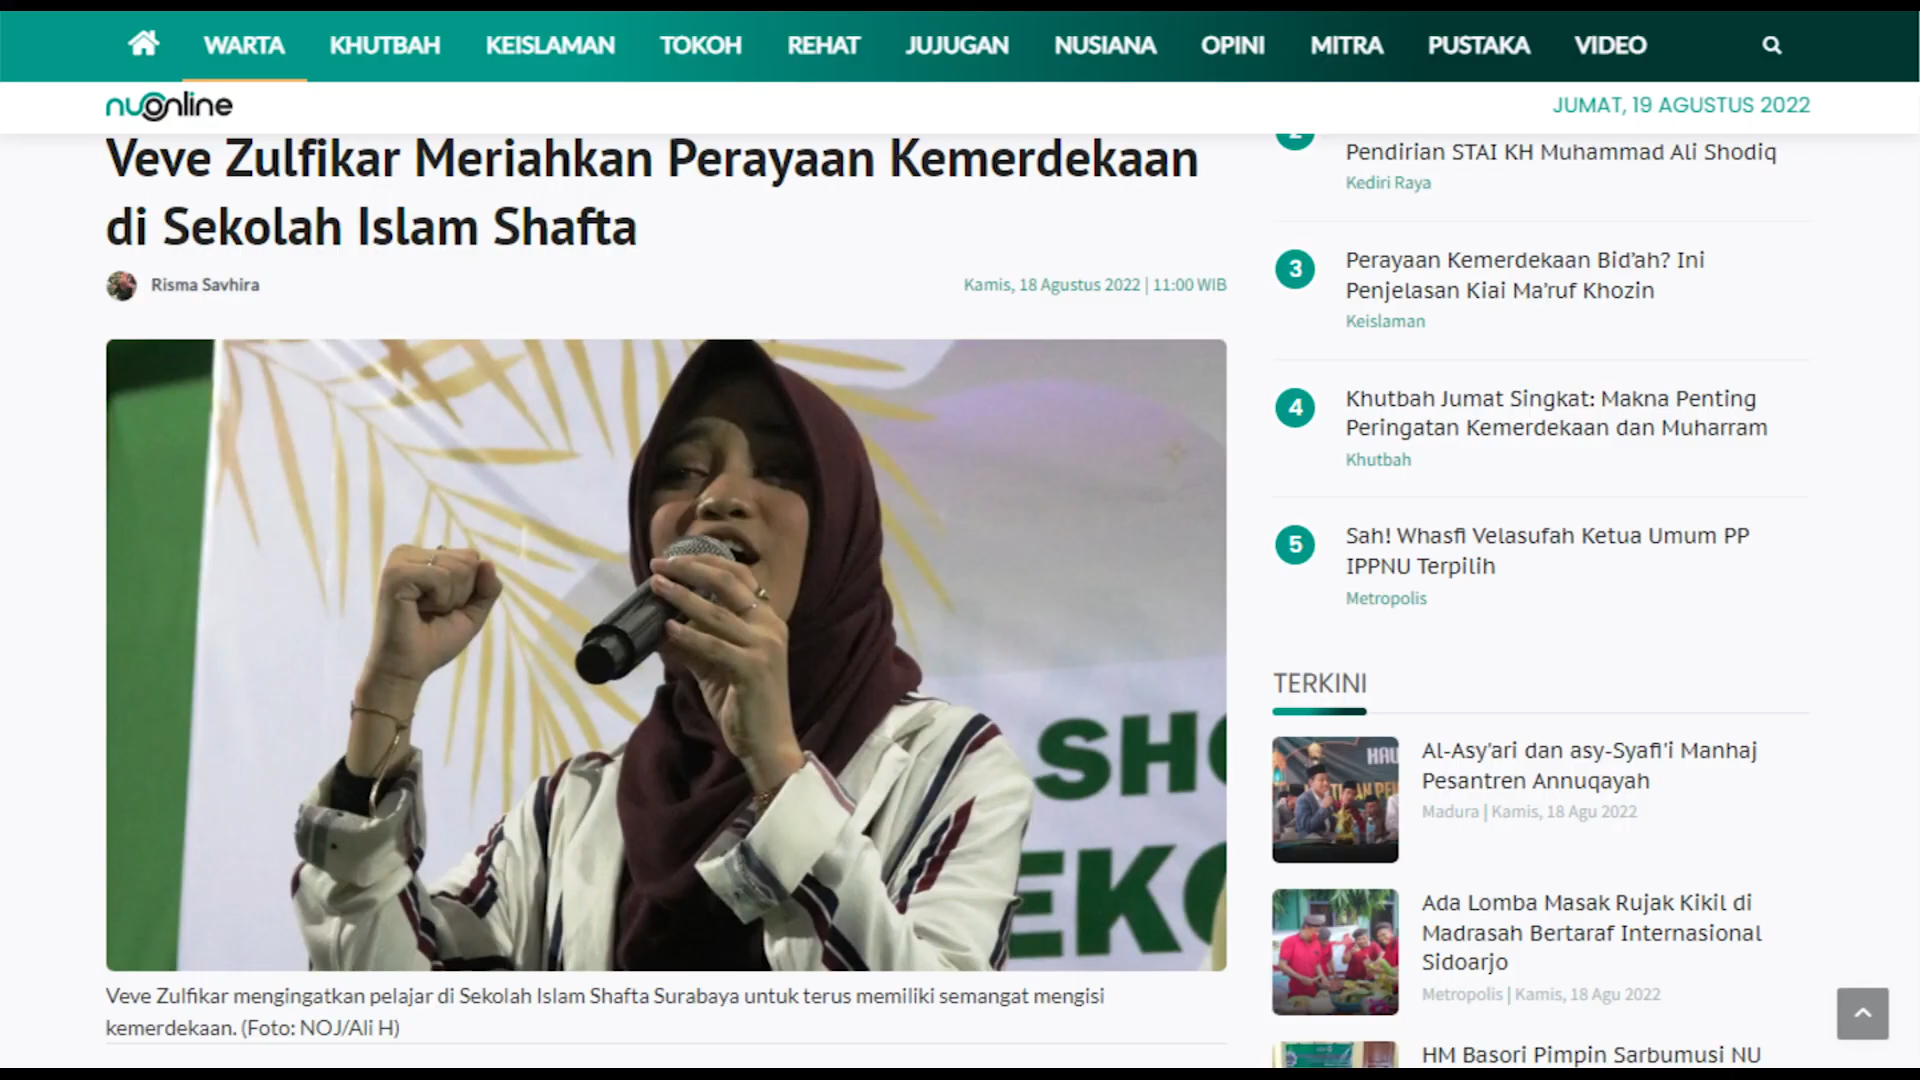 WARTA KHUTBAH KEISLAMAN TOKOH REHAT JUJUGAN NUSIANA OPINI MITRA PUSTAKA VIDEO
nuonline
JUMAT, 19 AGUSTUS 2022
Veve Zulfikar Meriahkan Perayaan Kemerdekaan
di Sekolah Islam Shafta
Risma Savhira
Kamis, 18 Agustus 2022 | 11:00 WIB
SHO
EKO
Veve Zulfikar mengingatkan pelajar di Sekolah Islam Shafta Surabaya untuk terus memiliki semangat mengisi
kemerdekaan. (Foto: NOJ/Ali H)
2
Pendirian STAI KH Muhammad Ali Shodiq
Kediri Raya
3
Perayaan Kemerdekaan Bid'ah? Ini
Penjelasan Kiai Ma'ruf Khozin
Keislaman
4
Khutbah Jumat Singkat: Makna Penting
Peringatan Kemerdekaan dan Muharram
Khutbah
5
Sah! Whasfi Velasufah Ketua Umum PP
IPPNU Terpilih
Metropolis
TERKINI
HAU
Al-Asy'ari dan asy-Syafi'i Manhaj
Pesantren Annuqayah
Madura | Kamis, 18 Agu 2022
Ada Lomba Masak Rujak Kikil di
Madrasah Bertaraf Internasional
Sidoarjo
Metropolis | Kamis, 18 Agu 2022
HM Basori Pimpin Sarbumusi NU